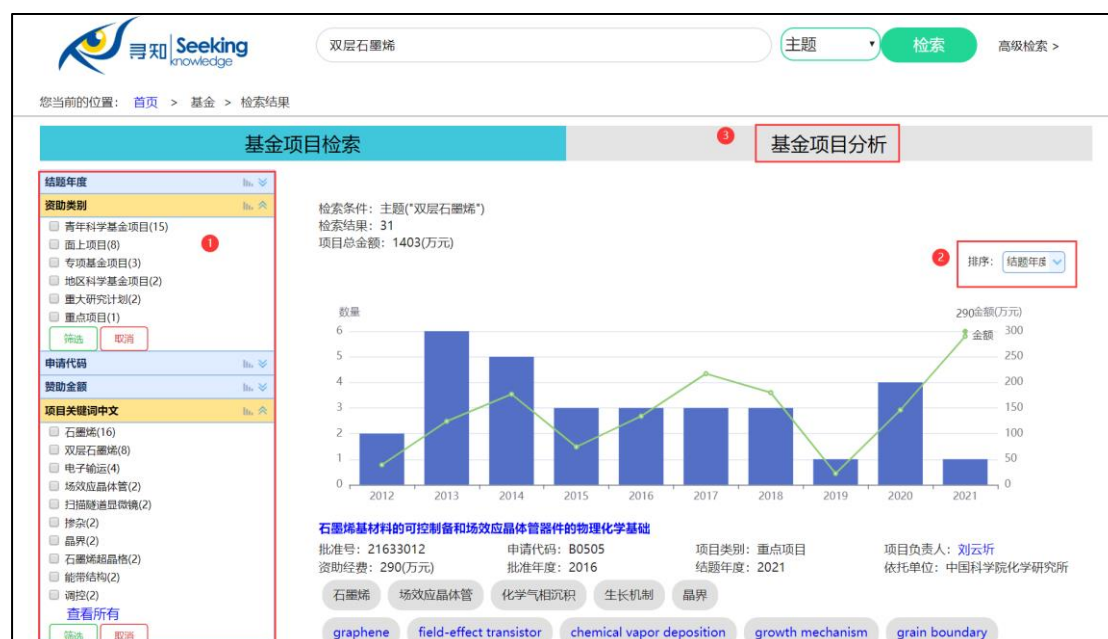 寻知 Seeking knowledge
双层石墨烯 主题 检索 高级检索 >
您当前的位置： 首页 > 基金 > 检索结果
基金项目检索 3 基金项目分析
结题年度
资助类别
青年科学基金项目(15)
面上项目(8)
1
专项基金项目(3)
地区科学基金项目(2)
重大研究计划(2)
重点项目(1)
筛选 取消
申请代码
赞助金额
项目关键词中文
石墨烯(16)
双层石墨烯(8)
电子输运(4)
场效应晶体管(2)
扫描隧道显微镜(2)
掺杂(2)
晶界(2)
石墨烯超晶格(2)
能带结构(2)
调控(2)
查看所有
筛选 取消
检索条件：主题("双层石墨烯")
检索结果：31
项目总金额：1403(万元)
2 排序： 结题年度
数量 290 金额(万元)
6 金额 300
5 250
4 200
3 150
2 100
1 50
0 0
2012 2013 2014 2015 2016 2017 2018 2019 2020 2021
石墨烯基材料的可控制备和场效应晶体管器件的物理化学基础
批准号：21633012 申请代码：B0505 项目类别：重点项目 项目负责人：刘云圻
资助经费：290(万元) 批准年度：2016 结题年度：2021 依托单位：中国科学院化学研究所
石墨烯 场效应晶体管 化学气相沉积 生长机制 晶界
graphene field-effect transistor chemical vapor deposition growth mechanism grain boundary